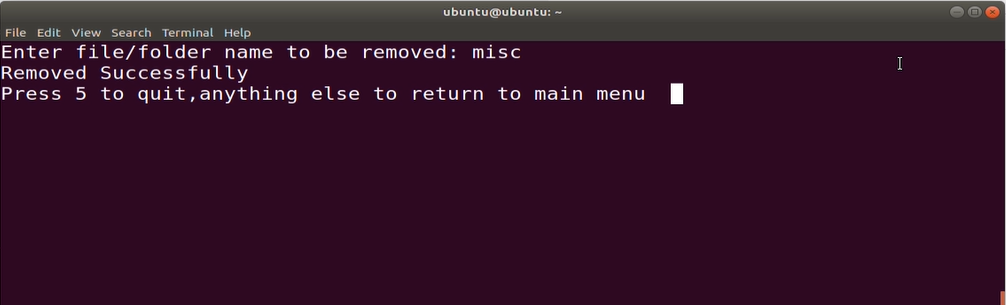 ubuntu@ubuntu: ~
File Edit View Search Terminal Help
Enter file/folder name to be removed: misc
Removed Successfully
Press 5 to quit,anything else to return to main menu